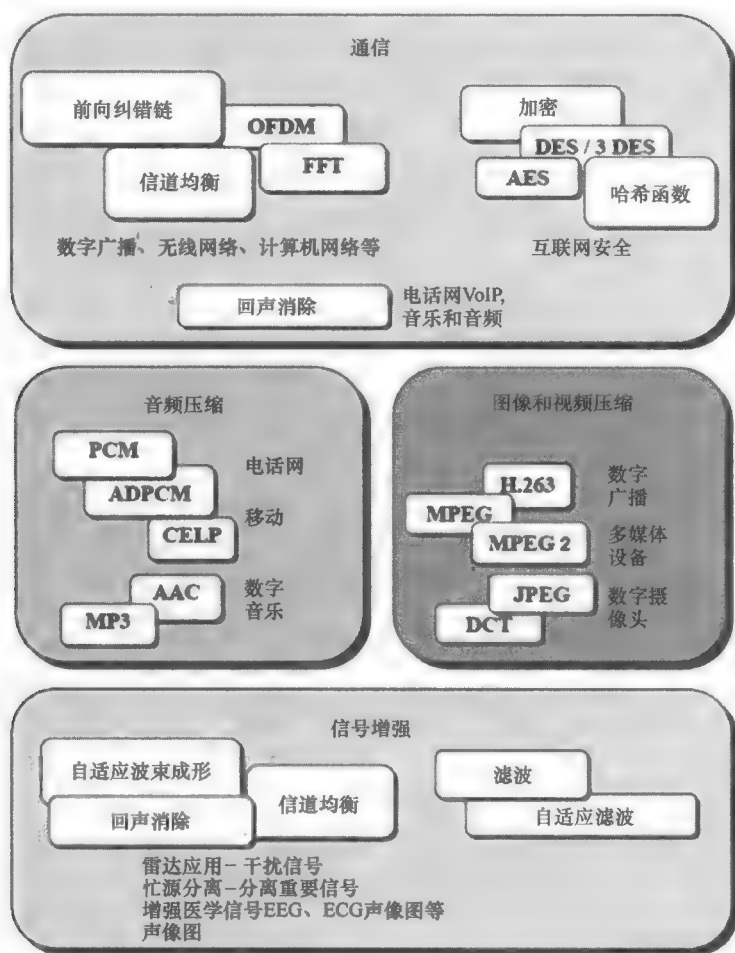 通信
前向纠错链
OFDM
FFT
信道均衡
加密
DES / 3 DES
AES
哈希函数
数字广播、无线网络、计算机网络等
互联网安全
回声消除
电话网VoIP,
音乐和音频
音频压缩
PCM
ADPCM
CELP
AAC
MP3
电话网
移动
数字
音乐
图像和视频压缩
H.263
MPEG
MPEG 2
JPEG
DCT
数字
广播
多媒体
设备
数字摄
像头
信号增强
自适应波束成形
回声消除
信道均衡
滤波
自适应滤波
雷达应用-干扰信号
忙源分离-分离重要信号
增强医学信号EEG、ECG声像图等
声像图